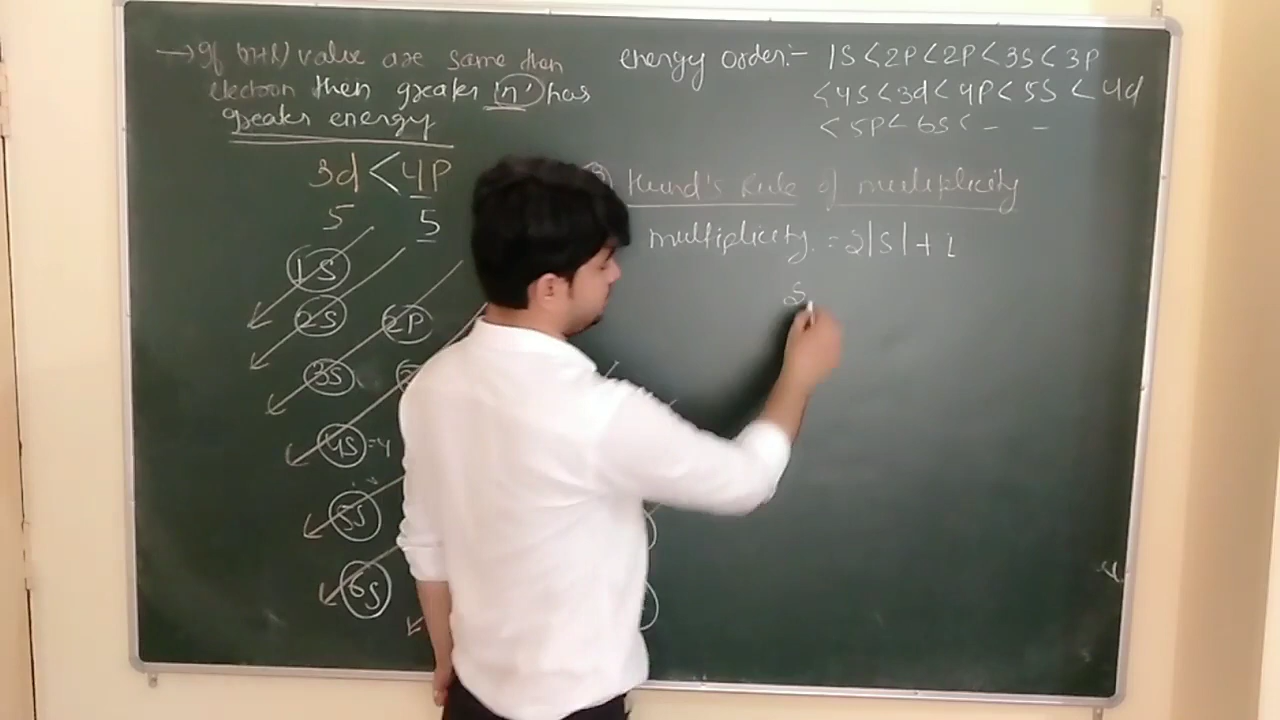 → If (n+l) value are same then
electron then greater 'n' has
greater energy
3d < 4P
5 5
1S
2S 2P
3S
4S = 4
5S
6S
energy order:- 1S < 2P < 2P < 3S < 3P
< 4S < 3d < 4P < 5S < 4d
< 5P < 6S < - -
Hund's Rule of multiplicity
multiplicity = 2|S| + 1
S